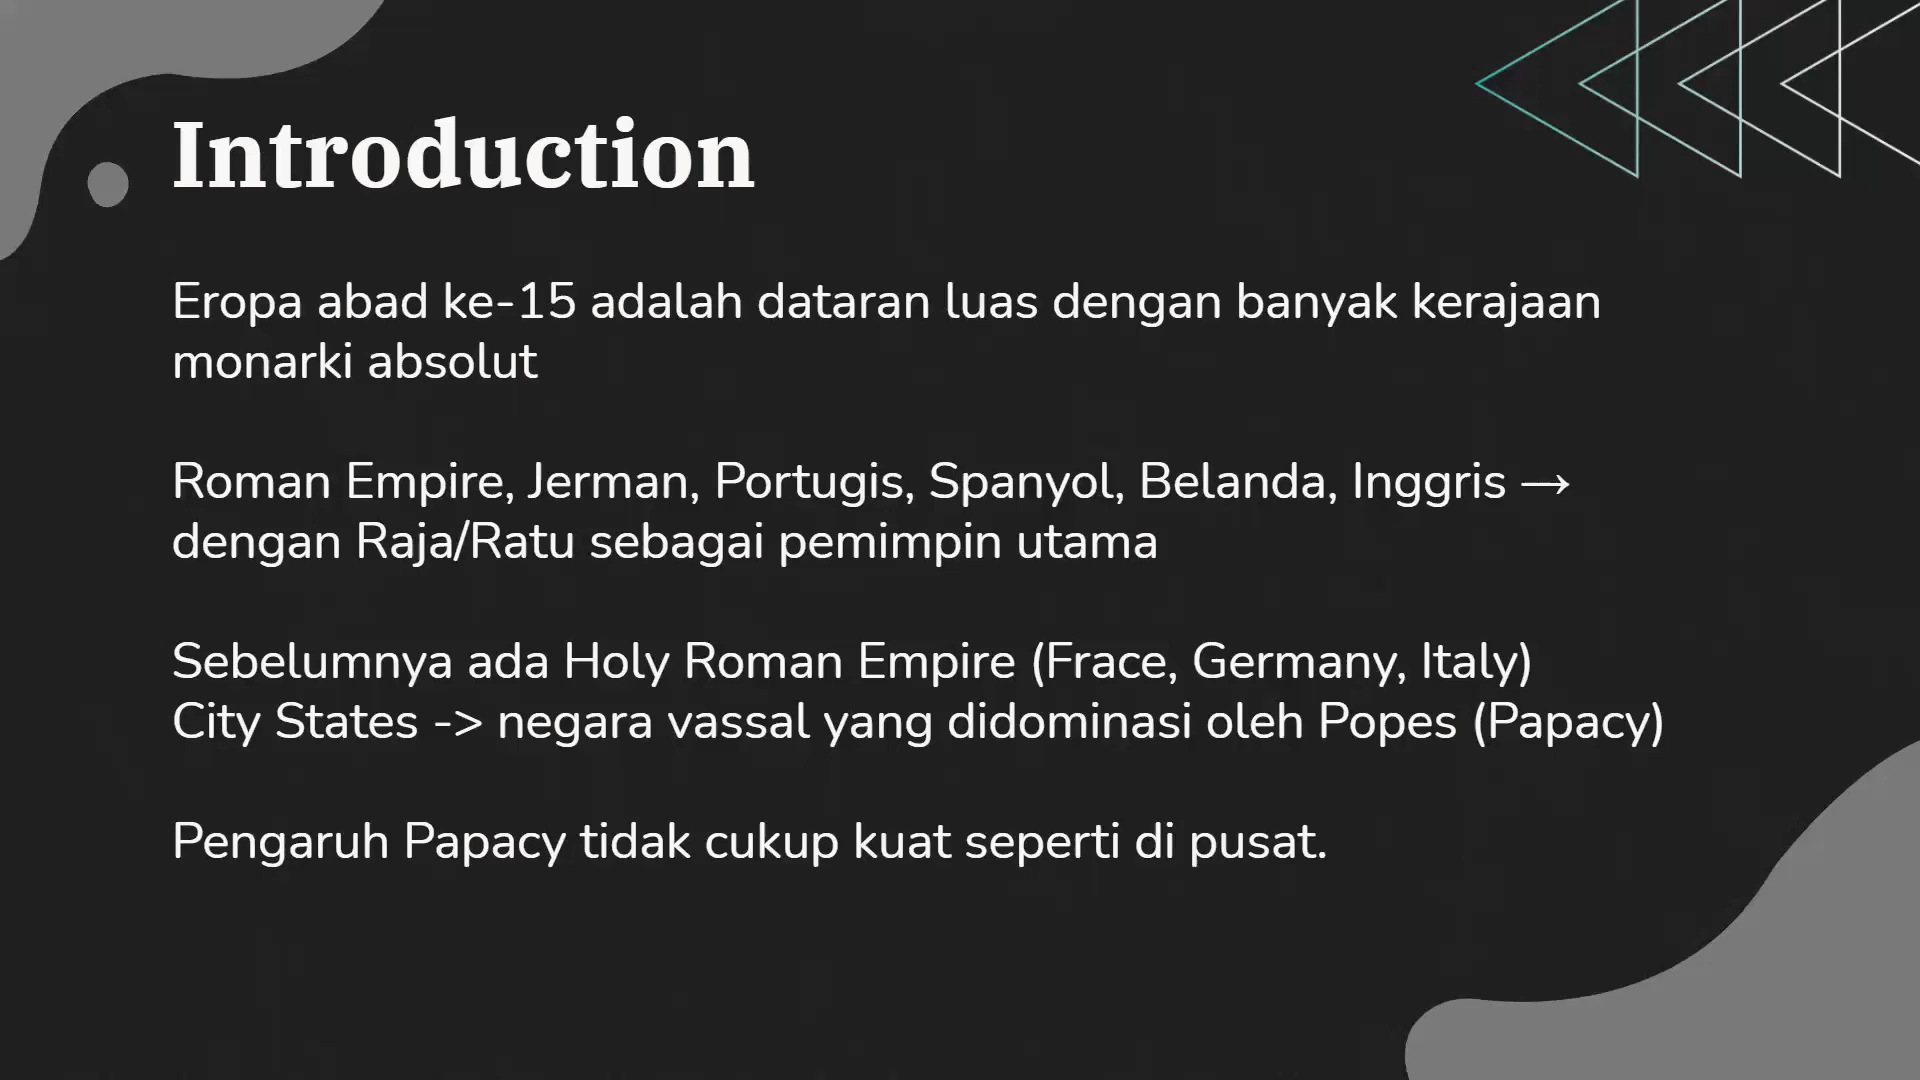 Introduction
Eropa abad ke-15 adalah dataran luas dengan banyak kerajaan
monarki absolut
Roman Empire, Jerman, Portugis, Spanyol, Belanda, Inggris →
dengan Raja/Ratu sebagai pemimpin utama
Sebelumnya ada Holy Roman Empire (Frace, Germany, Italy)
City States -> negara vassal yang didominasi oleh Popes (Papacy)
Pengaruh Papacy tidak cukup kuat seperti di pusat.